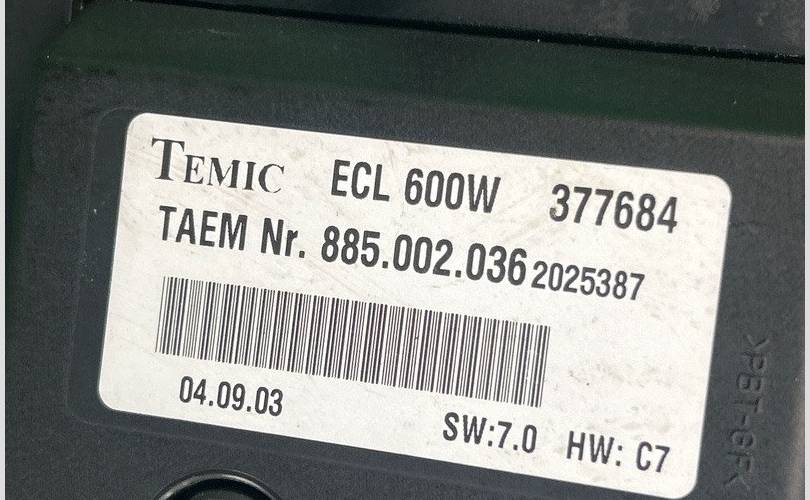 TEMIC ECL 600W 377684
TAEM Nr. 885.002.036 2025387
04.09.03
SW:7.0 HW: C7